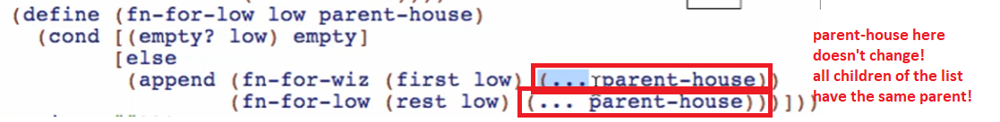 (define (fn-for-low low parent-house)
(cond [(empty? low) empty]
[else
(append (fn-for-wiz (first low) (... parent-house))
(fn-for-low (rest low) (... parent-house)))]))
parent-house here
doesn't change!
all children of the list
have the same parent!